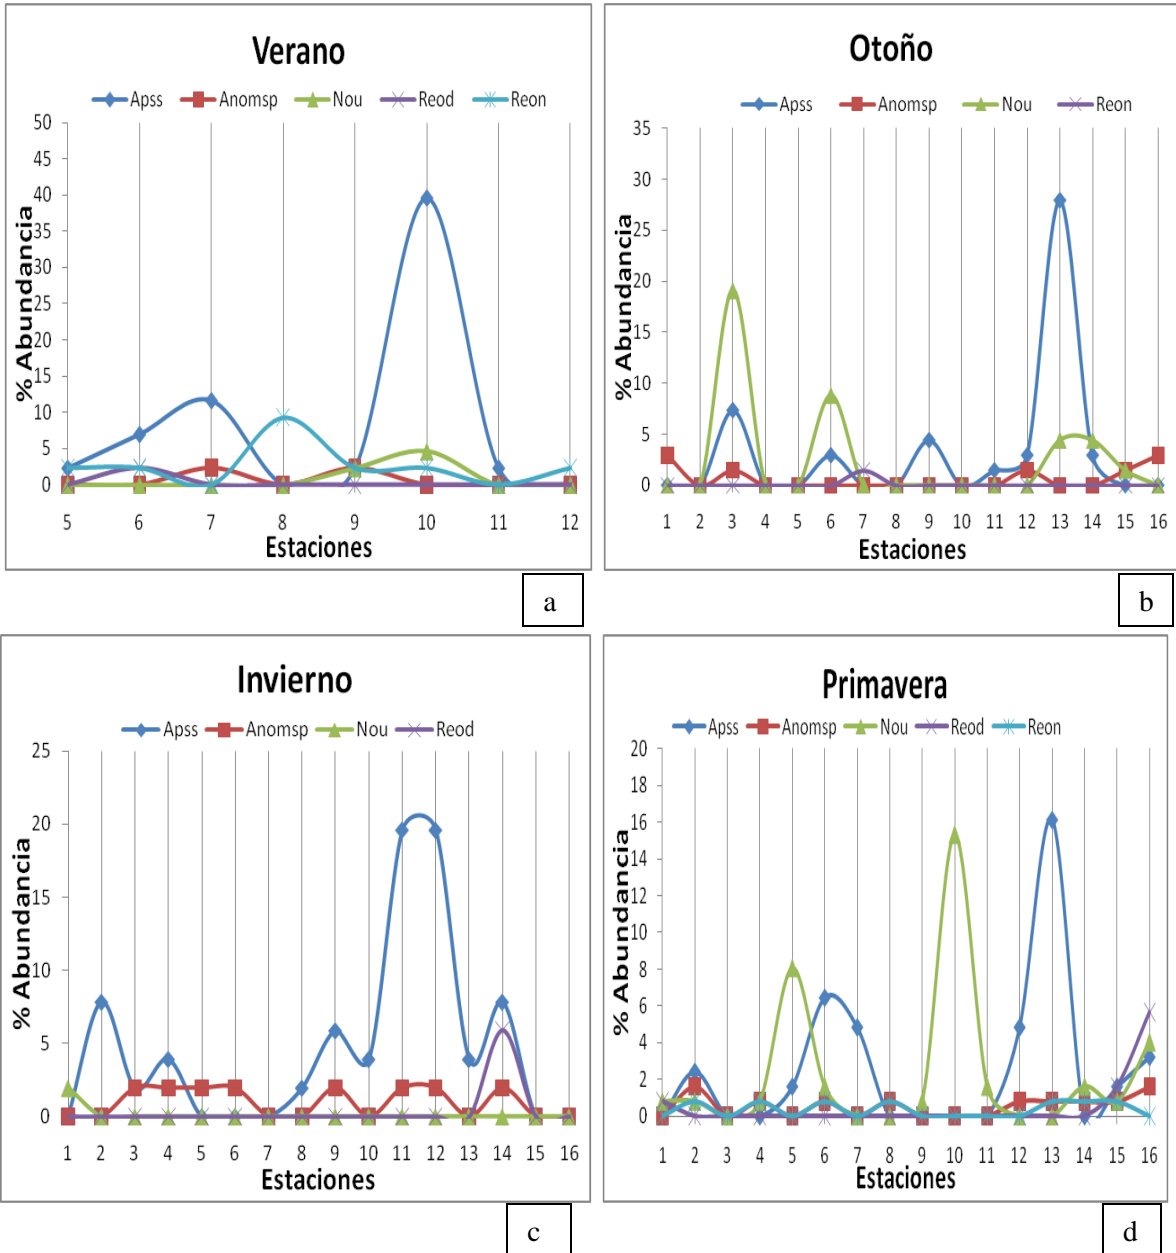 Verano
Apss Anomsp Nou Reod Reon
50
45
40
35
30
25
20
15
10
5
0
% Abundancia
5 6 7 8 9 10 11 12
Estaciones
a
Otoño
Apss Anomsp Nou Reon
35
30
25
20
15
10
5
0
% Abundancia
1 2 3 4 5 6 7 8 9 10 11 12 13 14 15 16
Estaciones
b
Invierno
Apss Anomsp Nou Reod
25
20
15
10
5
0
% Abundancia
1 2 3 4 5 6 7 8 9 10 11 12 13 14 15 16
Estaciones
c
Primavera
Apss Anomsp Nou Reod Reon
20
18
16
14
12
10
8
6
4
2
0
% Abundancia
1 2 3 4 5 6 7 8 9 10 11 12 13 14 15 16
Estaciones
d